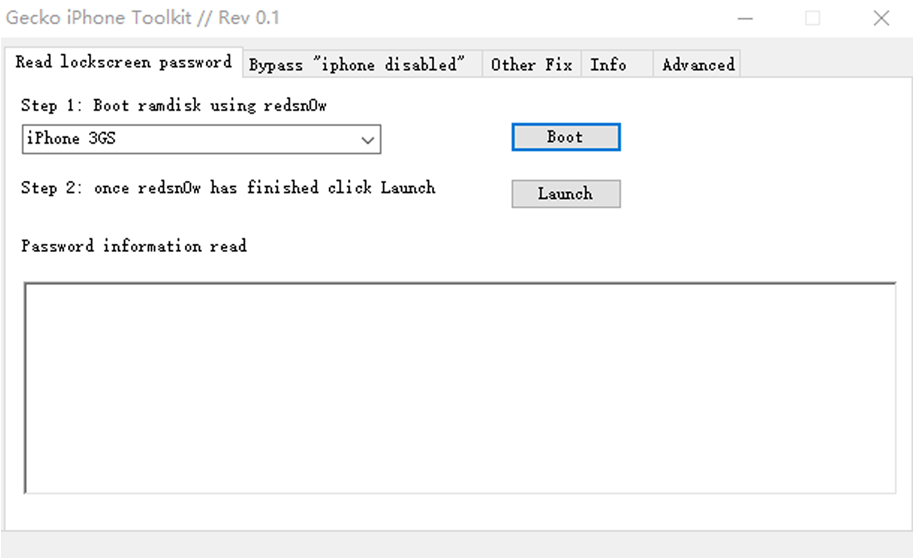 Gecko iPhone Toolkit // Rev 0.1
Read lockscreen password Bypass "iphone disabled" Other Fix Info Advanced
Step 1: Boot ramdisk using redsn0w
iPhone 3GS Boot
Step 2: once redsn0w has finished click Launch Launch
Password information read